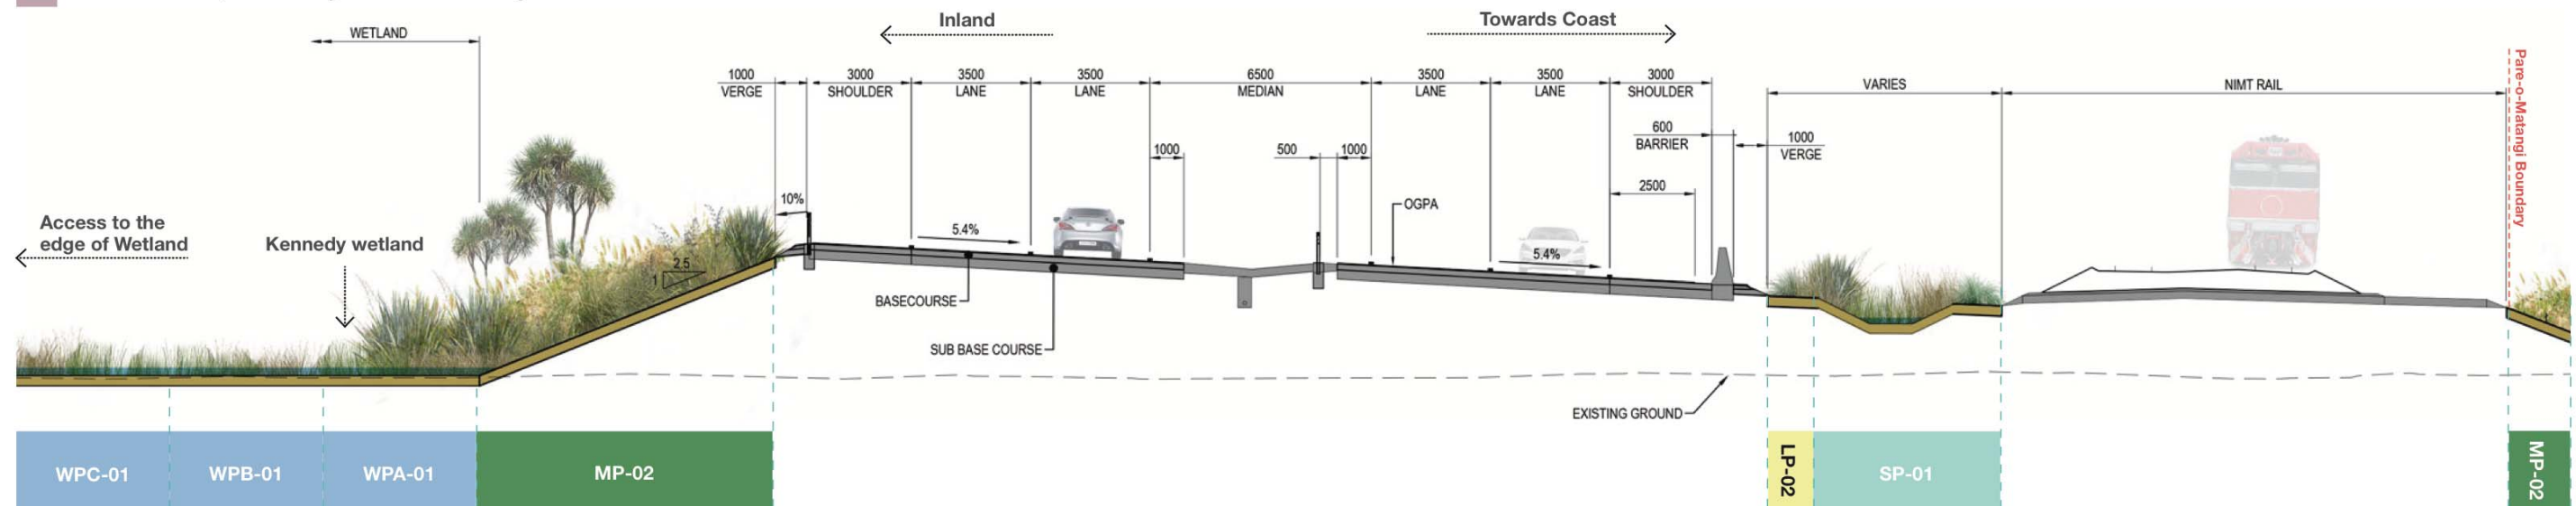 Inland
Towards Coast
WETLAND
1000
VERGE
3000
SHOULDER
3500
LANE
3500
LANE
6500
MEDIAN
3500
LANE
3500
LANE
3000
SHOULDER
VARIES
NIMT RAIL
Pare-o-Matangi Boundary
600
BARRIER
1000
VERGE
1000
500
1000
2500
10%
OGPA
Access to the
edge of Wetland
Kennedy wetland
5.4%
5.4%
2.5
1
BASECOURSE
SUB BASE COURSE
EXISTING GROUND
WPC-01
WPB-01
WPA-01
MP-02
LP-02
SP-01
MP-02